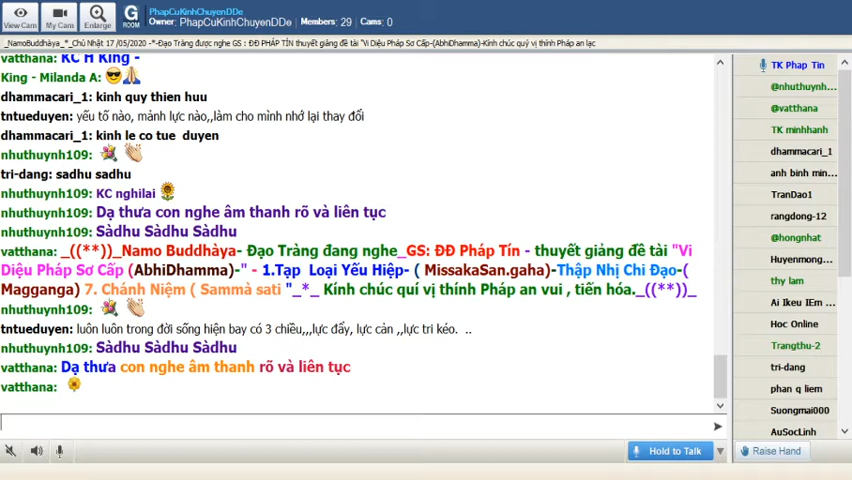 View Cam
My Cam
Enlarge
G
ROOM
PhapCuKinhChuyenDDe
Owner: PhapCuKinhChuyenDDe Members: 29 Cams: 0
_NamoBuddhàya_*_Chủ Nhật 17/05/2020 -*-Đạo Tràng được nghe GS : ĐĐ PHÁP TÍN thuyết giảng đề tài "Vi Diệu Pháp Sơ Cấp-(AbhiDhamma)-Kính chúc quý vị thính Pháp an lạc
vatthana: KC H King -
King - Milanda A:
dhammacari_1: kinh quy thien huu
tntueduyen: yếu tố nào, mảnh lực nào,,làm cho mình nhớ lại thay đổi
dhammacari_1: kinh le co tue duyen
nhuthuynh109:
tri-dang: sadhu sadhu
nhuthuynh109: KC nghilai
nhuthuynh109: Dạ thưa con nghe âm thanh rõ và liên tục
nhuthuynh109: Sàdhu Sàdhu Sàdhu
vatthana: _((**))_Namo Buddhàya- Đạo Tràng đang nghe_GS: ĐĐ Pháp Tín - thuyết giảng đề tài "Vi
Diệu Pháp Sơ Cấp (AbhiDhamma)-" - 1.Tạp Loại Yếu Hiệp- ( MissakaSan.gaha)-Thập Nhị Chi Đạo-(
Magganga) 7. Chánh Niệm ( Sammà sati "_*_ Kính chúc quí vị thính Pháp an vui , tiến hóa._((**))_
nhuthuynh109:
tntueduyen: luôn luôn trong đời sống hiện bay có 3 chiều,,,lực đẩy, lực cản ,,lực tri kéo. ..
nhuthuynh109: Sàdhu Sàdhu Sàdhu
vatthana: Dạ thưa con nghe âm thanh rõ và liên tục
vatthana:
TK Phap Tin
@nhuthuynh...
@vatthana
TK minhhanh
dhammacari_1
anh binh min...
TranDao1
rangdong-12
@hongnhat
Huyenmong...
thy lam
Ai Ikeu IEm ...
Hoc Online
Trangthu-2
tri-dang
phan q liem
Suongmai000
AuSocLinh
Hold to Talk
Raise Hand